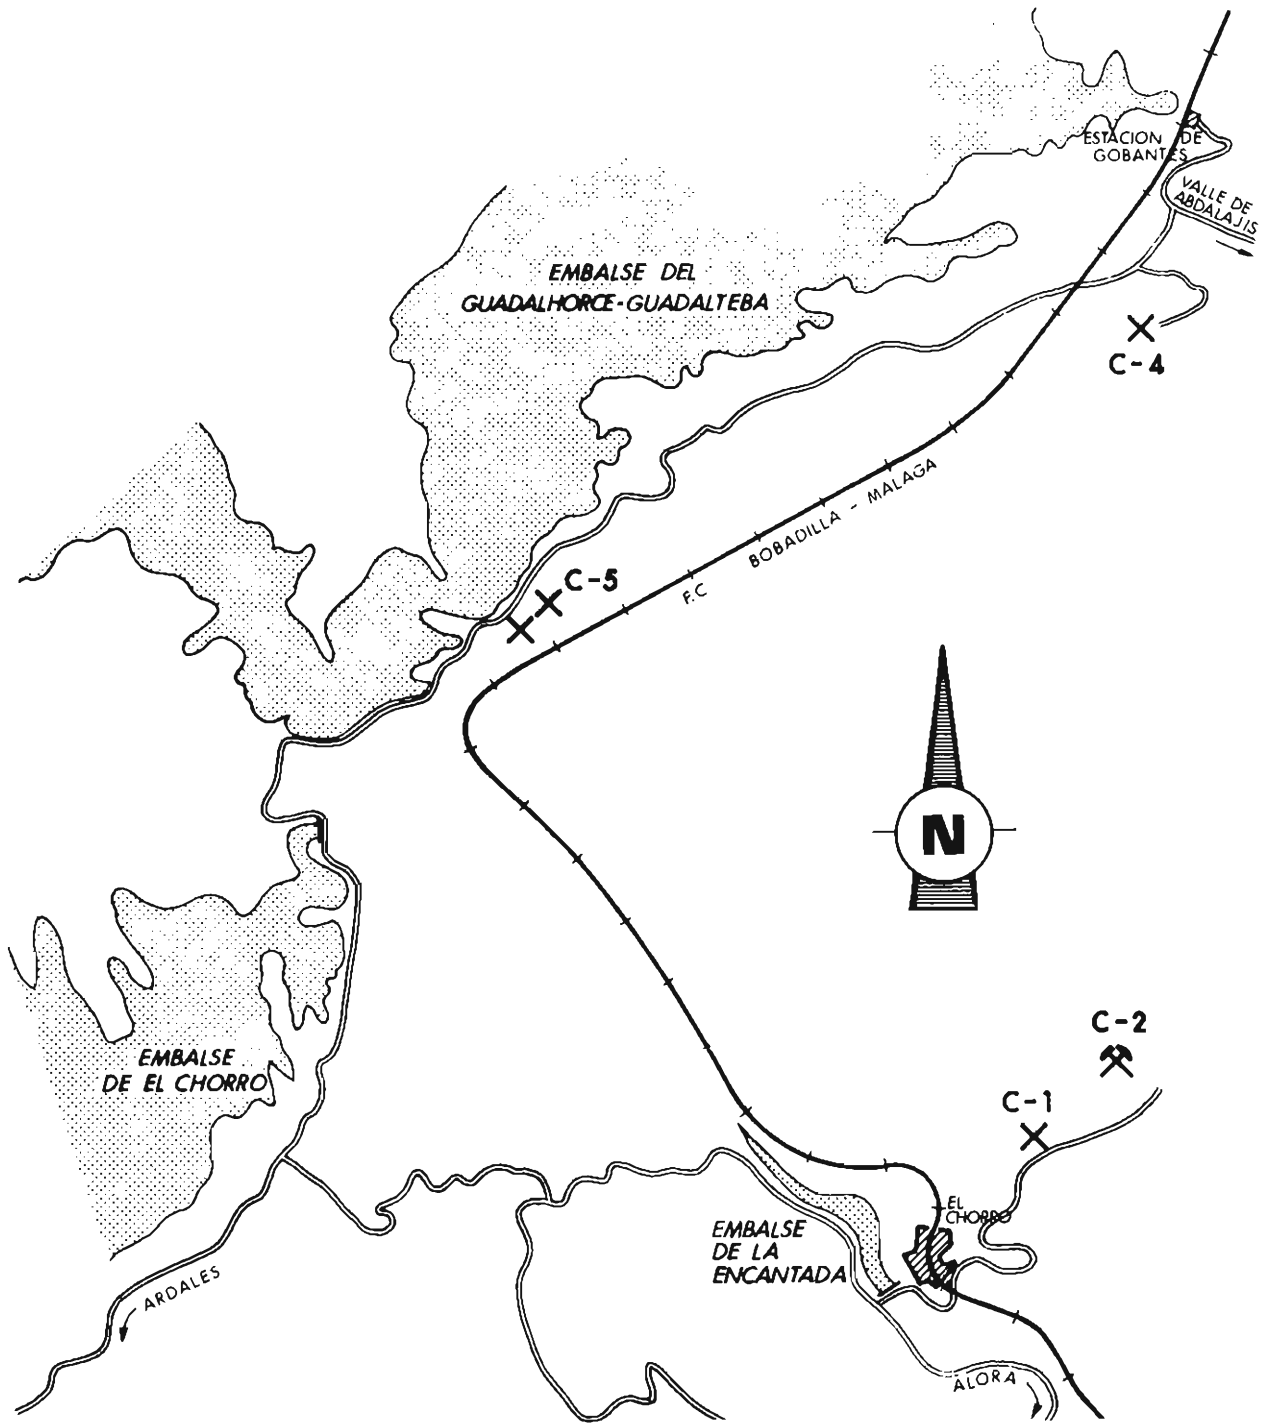 ESTACION DE
GOBANTES
VALLE DE
ABDALAJIS
EMBALSE DEL
GUADALHORCE-GUADALTEBA
C-4
F.C BOBADILLA - MALAGA
C-5
N
C-2
EMBALSE
DE EL CHORRO
C-1
EL
CHORRO
EMBALSE
DE LA
ENCANTADA
ARDALES
ALORA